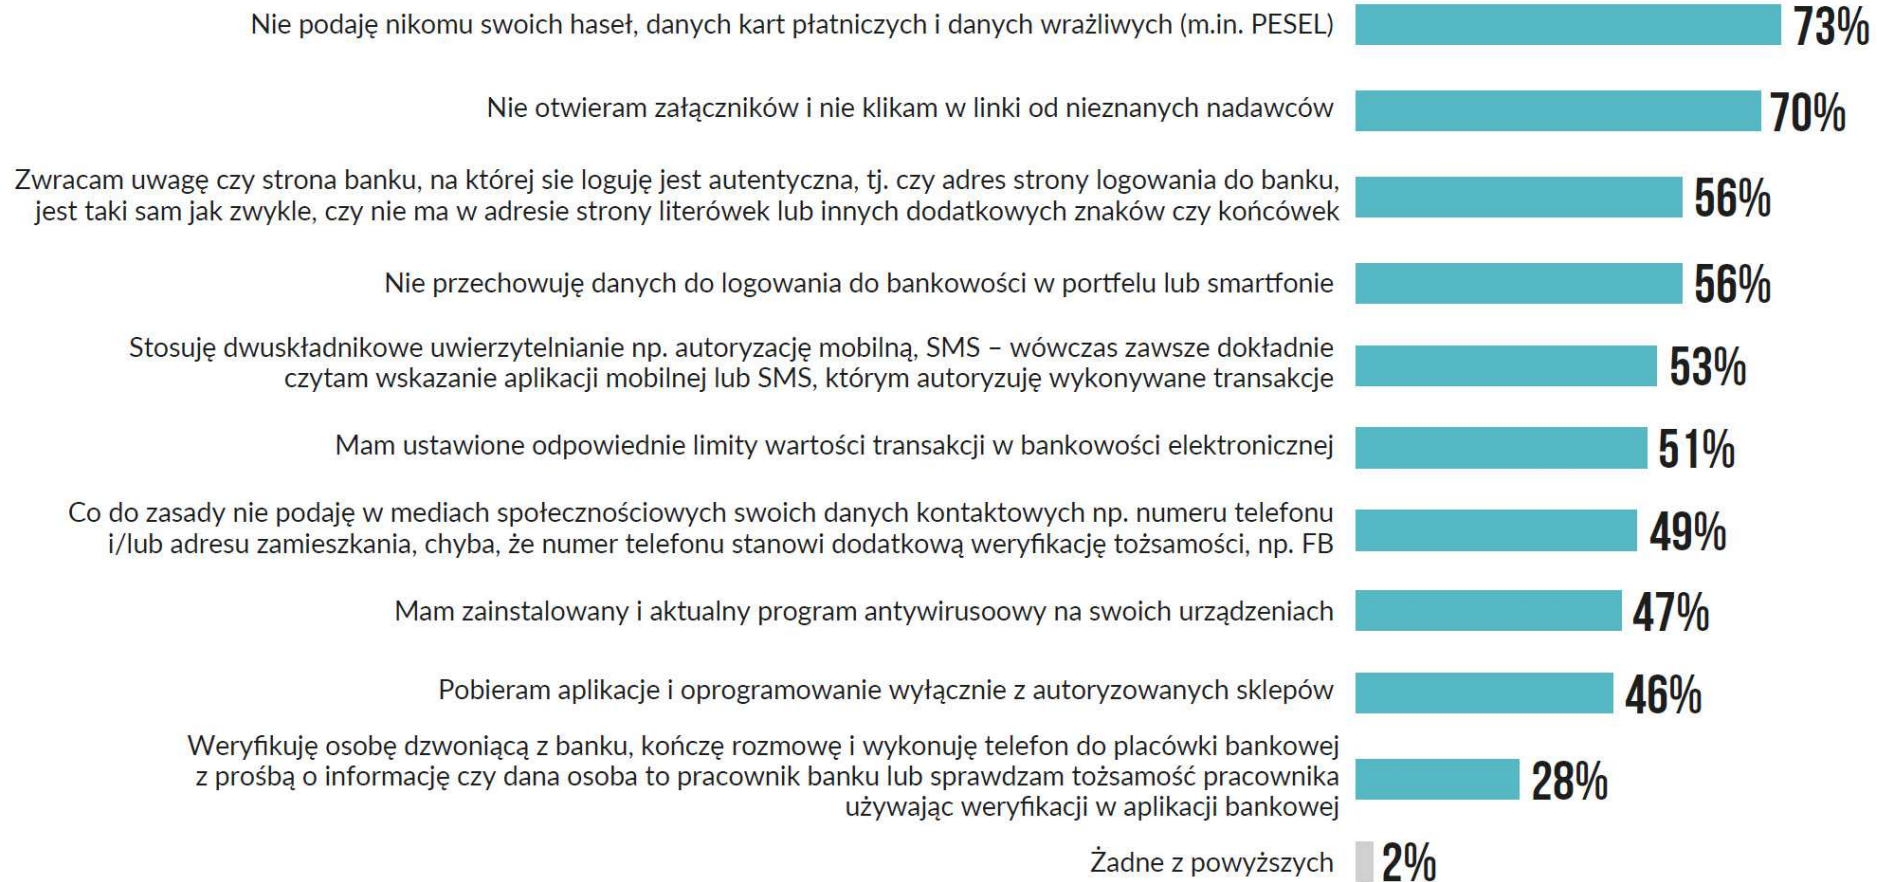 Nie podaję nikomu swoich haseł, danych kart płatniczych i danych wrażliwych (m.in. PESEL)
73%
Nie otwieram załączników i nie klikam w linki od nieznanych nadawców
70%
Zwracam uwagę czy strona banku, na której sie loguję jest autentyczna, tj. czy adres strony logowania do banku,
jest taki sam jak zwykle, czy nie ma w adresie strony literówek lub innych dodatkowych znaków czy końcówek
56%
Nie przechowuję danych do logowania do bankowości w portfelu lub smartfonie
56%
Stosuję dwuskładnikowe uwierzytelnianie np. autoryzację mobilną, SMS – wówczas zawsze dokładnie
czytam wskazanie aplikacji mobilnej lub SMS, którym autoryzuję wykonywane transakcje
53%
Mam ustawione odpowiednie limity wartości transakcji w bankowości elektronicznej
51%
Co do zasady nie podaję w mediach społecznościowych swoich danych kontaktowych np. numeru telefonu
i/lub adresu zamieszkania, chyba, że numer telefonu stanowi dodatkową weryfikację tożsamości, np. FB
49%
Mam zainstalowany i aktualny program antywirusoowy na swoich urządzeniach
47%
Pobieram aplikacje i oprogramowanie wyłącznie z autoryzowanych sklepów
46%
Weryfikuję osobę dzwoniącą z banku, kończę rozmowę i wykonuję telefon do placówki bankowej
z prośbą o informację czy dana osoba to pracownik banku lub sprawdzam tożsamość pracownika
używając weryfikacji w aplikacji bankowej
28%
Żadne z powyższych
2%